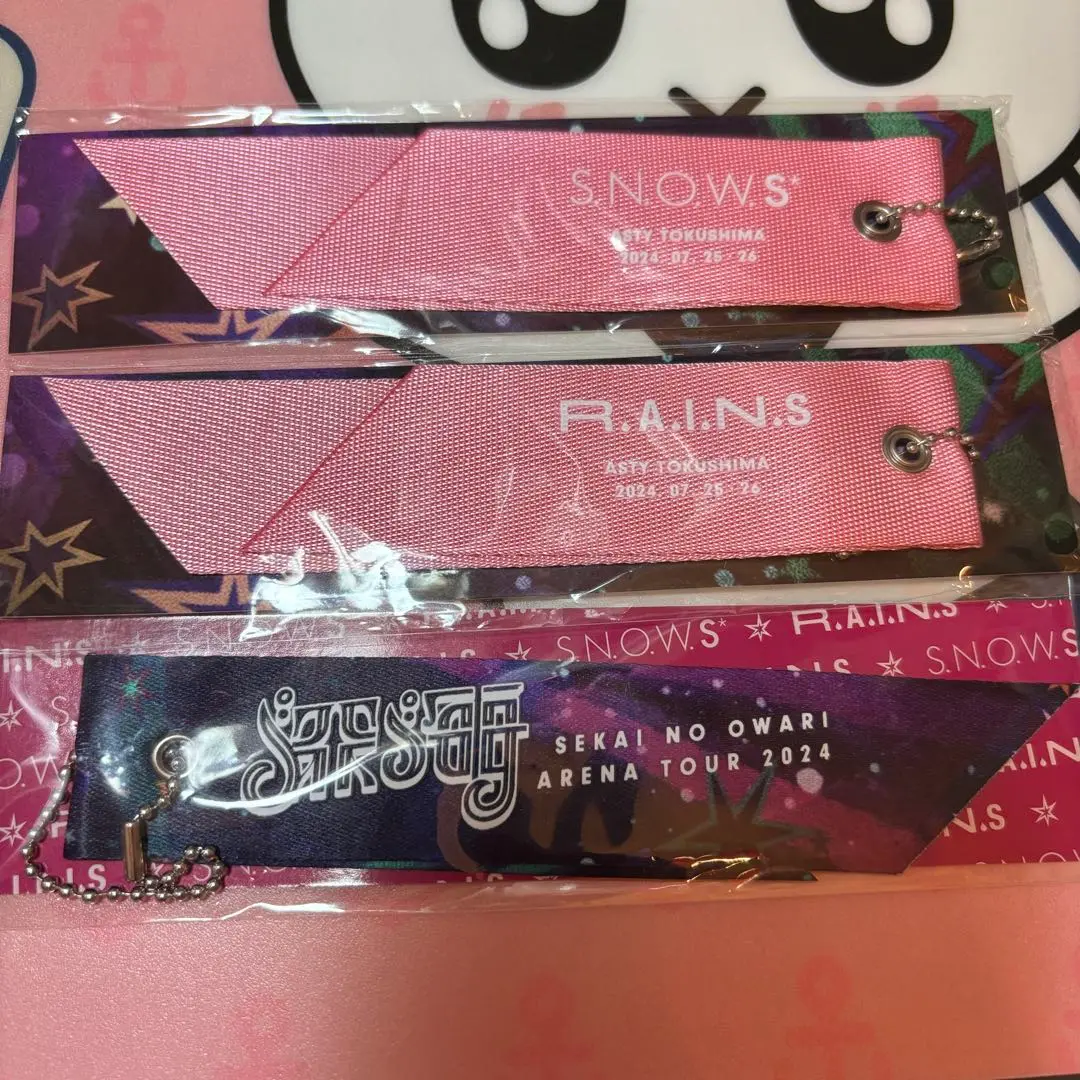 S.N.O.W.S*
ASTY TOKUSHIMA
2024 07 25 26
R.A.I.N.S
ASTY TOKUSHIMA
2024 07 25 26
S.N.O.W.S* R.A.I.N.S
S.N.O.W.S
SEKAI NO OWARI
ARENA TOUR 2024